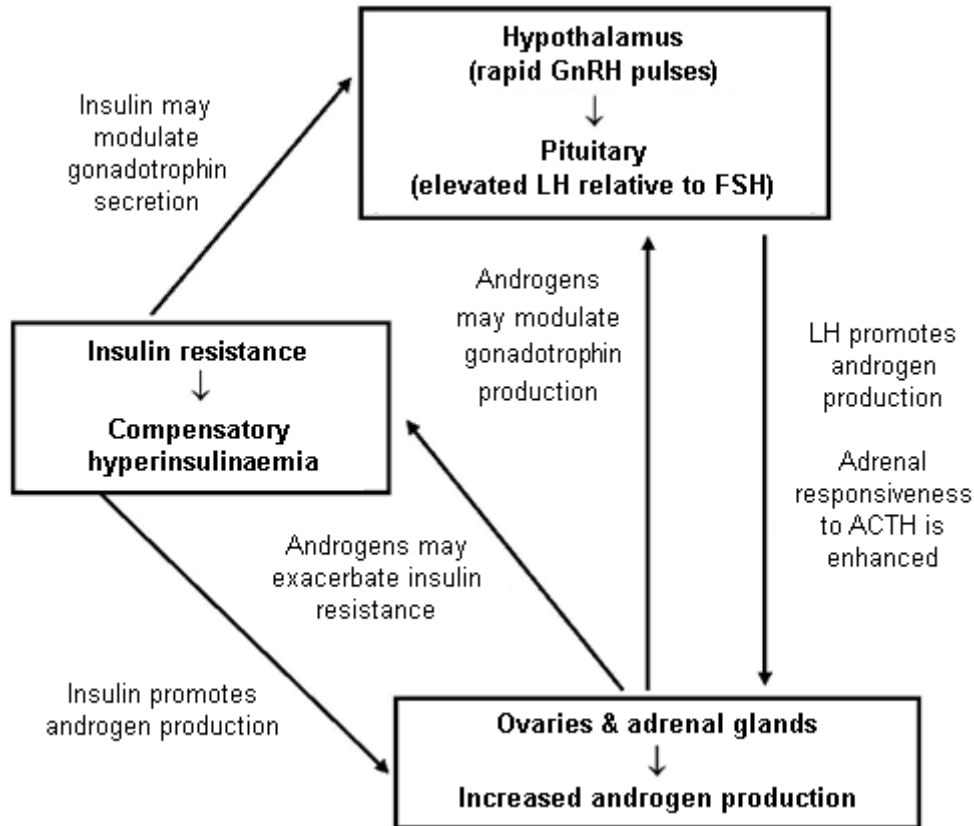 Hypothalamus
(rapid GnRH pulses)
↓
Pituitary
(elevated LH relative to FSH)
Insulin may
modulate
gonadotrophin
secretion
Androgens
may modulate
gonadotrophin
production
LH promotes
androgen
production
Adrenal
responsiveness
to ACTH is
enhanced
Insulin resistance
↓
Compensatory
hyperinsulinaemia
Androgens may
exacerbate insulin
resistance
Insulin promotes
androgen production
Ovaries & adrenal glands
↓
Increased androgen production